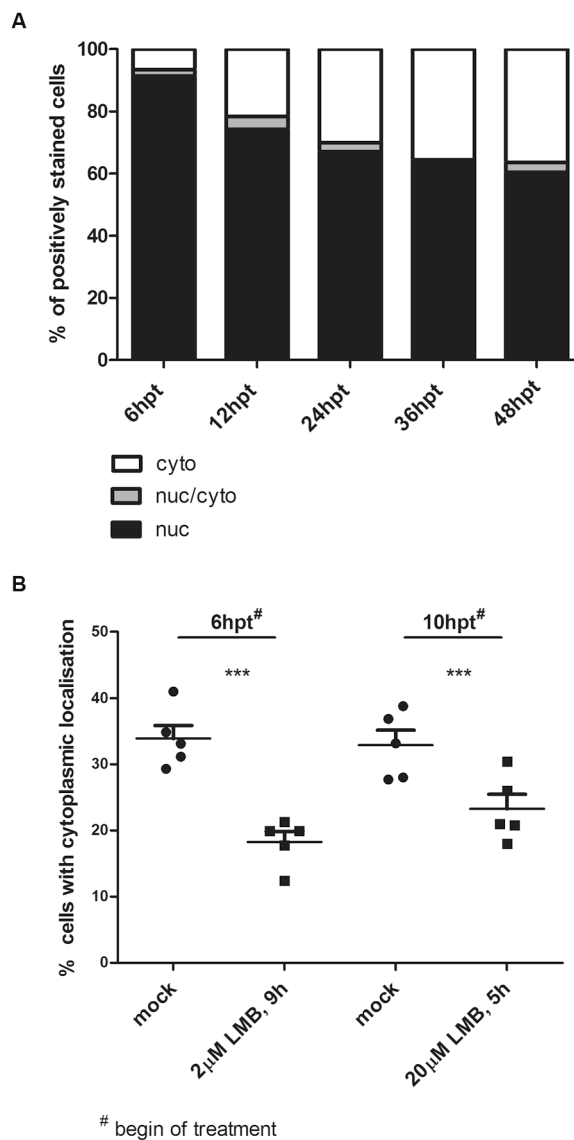 A
% of positively stained cells
100
80
60
40
20
0
6hpt
12hpt
24hpt
36hpt
48hpt
cyto
nuc/cyto
nuc
B
% cells with cytoplasmic localisation
6hpt#
10hpt#
***
***
50
40
30
20
10
0
mock
2µM LMB, 9h
mock
20µM LMB, 5h
# begin of treatment